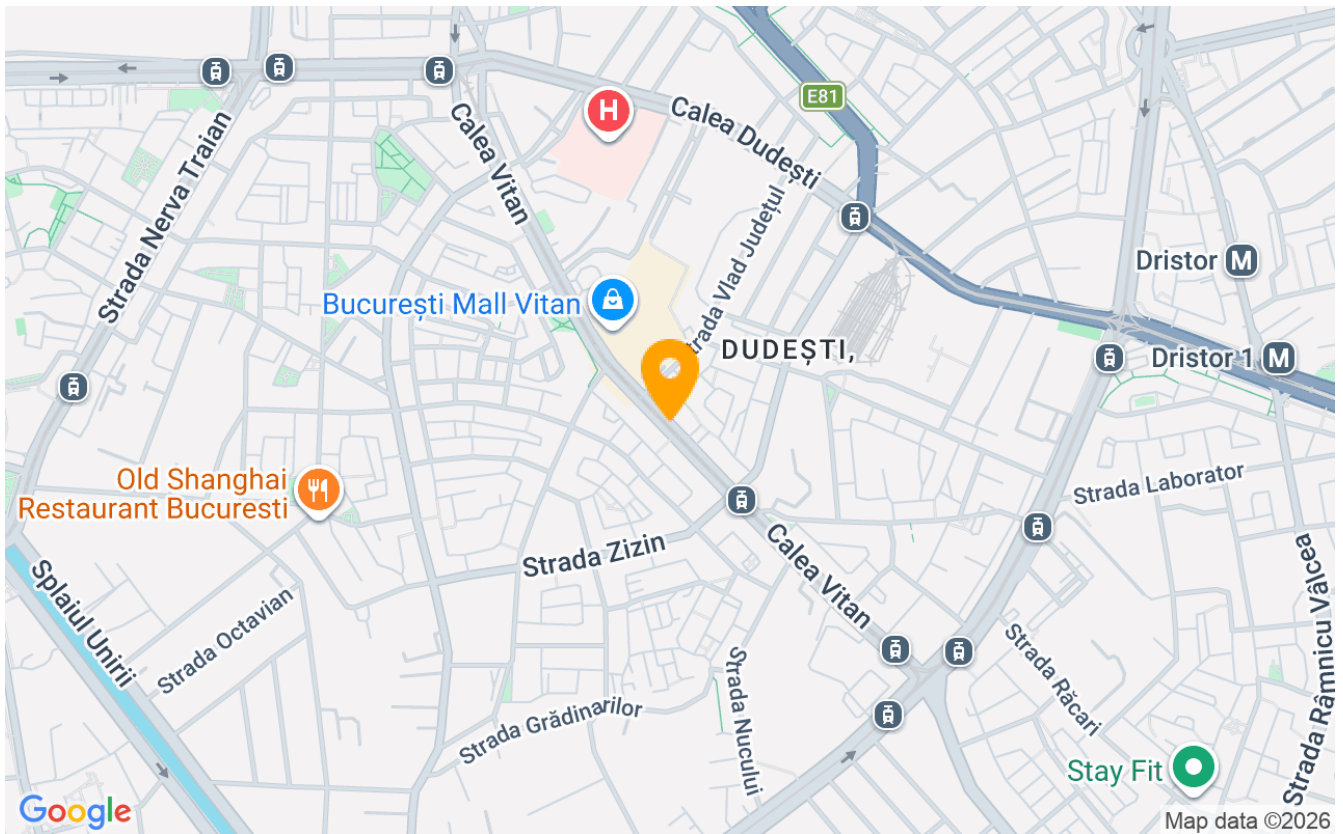 E81
H
Calea Dudești
Calea Vitan
Strada Nerva Traian
Strada Vlad Județul
Dristor M
București Mall Vitan
DUDEȘTI,
Dristor 1 M
Old Shanghai
Restaurant Bucuresti
Strada Laborator
Strada Zizin
Calea Vitan
Splaiul Unirii
Strada Octavian
Strada Râmnicu Vâlcea
Strada Răcari
Strada Nucului
Strada Grădinarilor
Stay Fit
Google
Map data ©2026